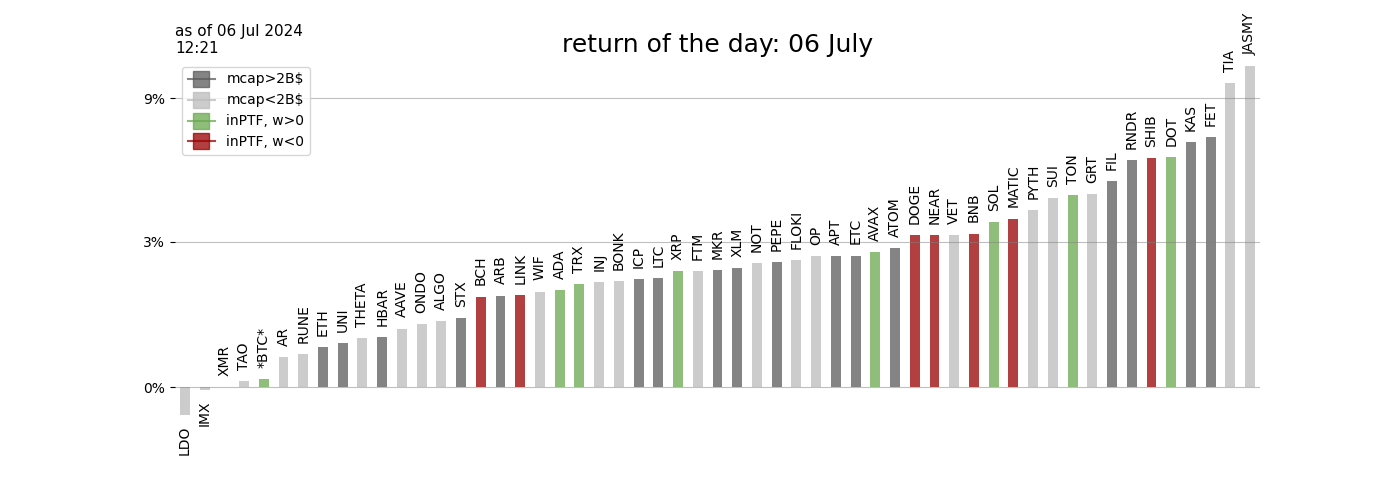 as of 06 Jul 2024
12:21
return of the day: 06 July
mcap>2B$
mcap<2B$
inPTF, w>0
inPTF, w<0
9%
3%
0%
LDO
IMX
XMR
TAO
*BTC*
AR
RUNE
ETH
UNI
THETA
HBAR
AAVE
ONDO
ALGO
STX
BCH
ARB
LINK
WIF
ADA
TRX
INJ
BONK
ICP
LTC
XRP
FTM
MKR
XLM
NOT
PEPE
FLOKI
OP
APT
ETC
AVAX
ATOM
DOGE
NEAR
VET
BNB
SOL
MATIC
PYTH
SUI
TON
GRT
FIL
RNDR
SHIB
DOT
KAS
FET
TIA
JASMY